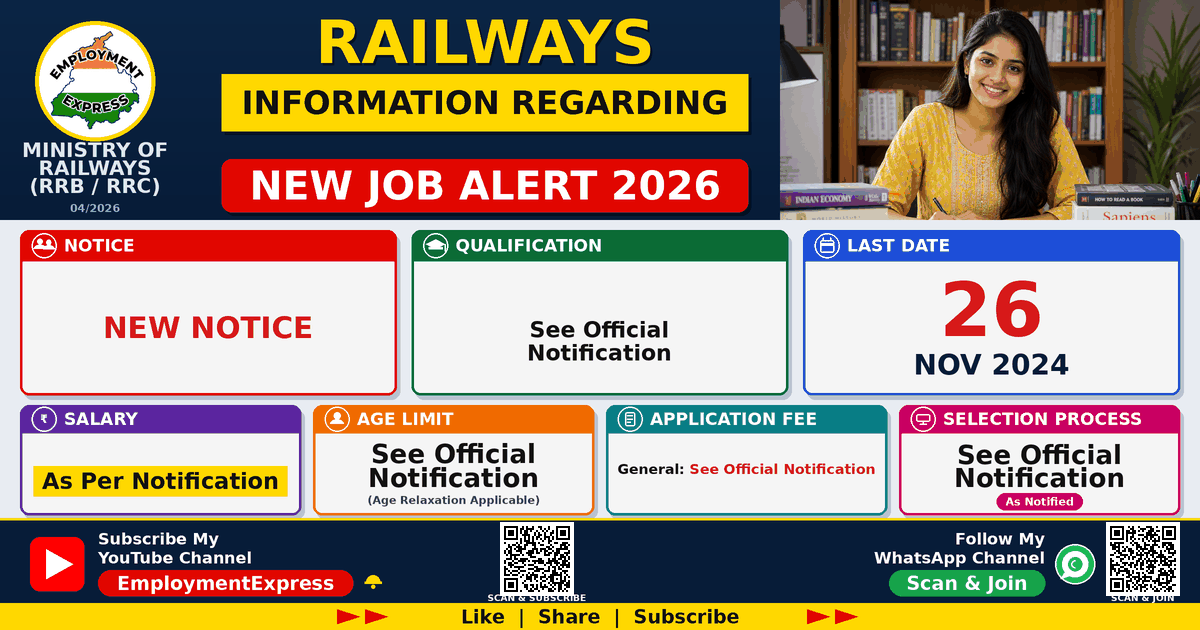 EMPLOYMENT
EXPRESS
MINISTRY OF
RAILWAYS
(RRB / RRC)
04/2026
RAILWAYS
INFORMATION REGARDING
NEW JOB ALERT 2026
INDIAN ECONOMY
HOW TO READ A BOOK
Sapiens
NOTICE
NEW NOTICE
QUALIFICATION
See Official
Notification
LAST DATE
26
NOV 2024
₹ SALARY
As Per Notification
AGE LIMIT
See Official
Notification
(Age Relaxation Applicable)
APPLICATION FEE
General: See Official Notification
SELECTION PROCESS
See Official
Notification
As Notified
Subscribe My
YouTube Channel
EmploymentExpress
SCAN & SUBSCRIBE
Follow My
WhatsApp Channel
Scan & Join
SCAN & JOIN
Like | Share | Subscribe